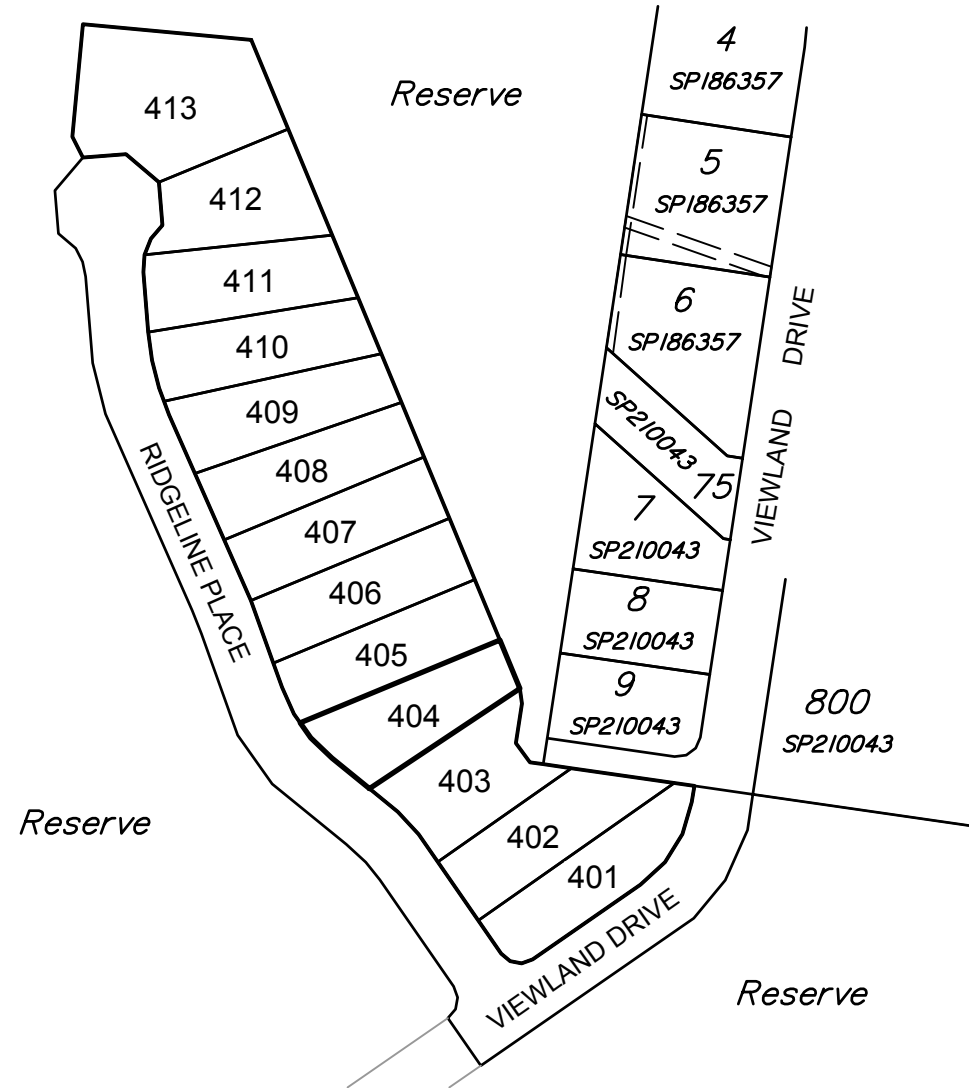 4
SP186357
Reserve
413
5
SP186357
412
411
6
SP186357
DRIVE
VIEWLAND
410
409
SP210043
75
408
7
SP210043
407
RIDGELINE PLACE
406
8
SP210043
405
9
SP210043
404
800
SP210043
403
Reserve
402
401
VIEWLAND DRIVE
Reserve